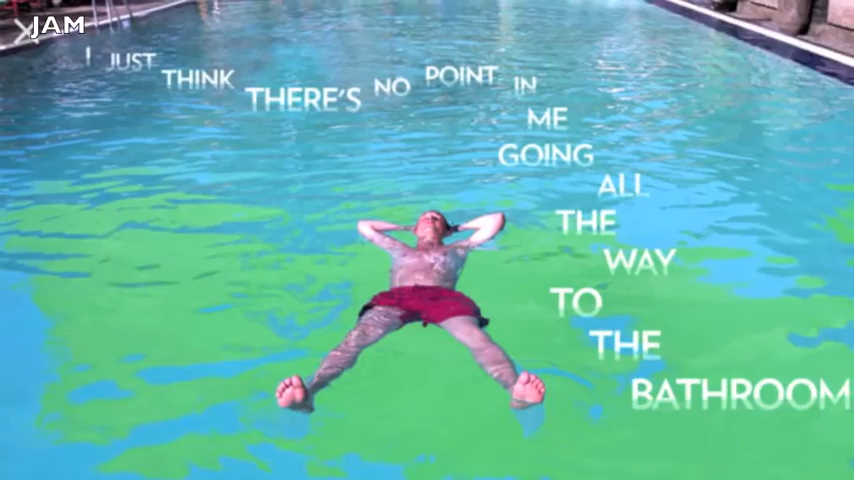 JAM
I JUST
THINK
THERE'S
NO
POINT
IN
ME
GOING
ALL
THE
WAY
TO
THE
BATHROOM